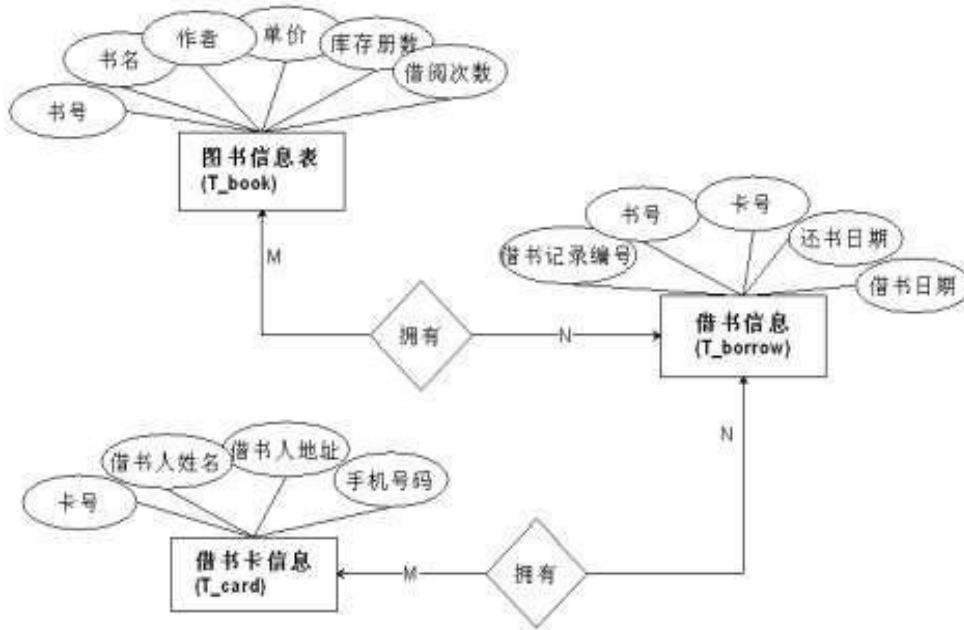 书号
书名
作者
单价
库存册数
借阅次数
图书信息表
(T_book)
M
借书记录编号
书号
卡号
还书日期
借书日期
拥有
N
借书信息
(T_borrow)
N
卡号
借书人姓名
借书人地址
手机号码
借书卡信息
(T_card)
M
拥有